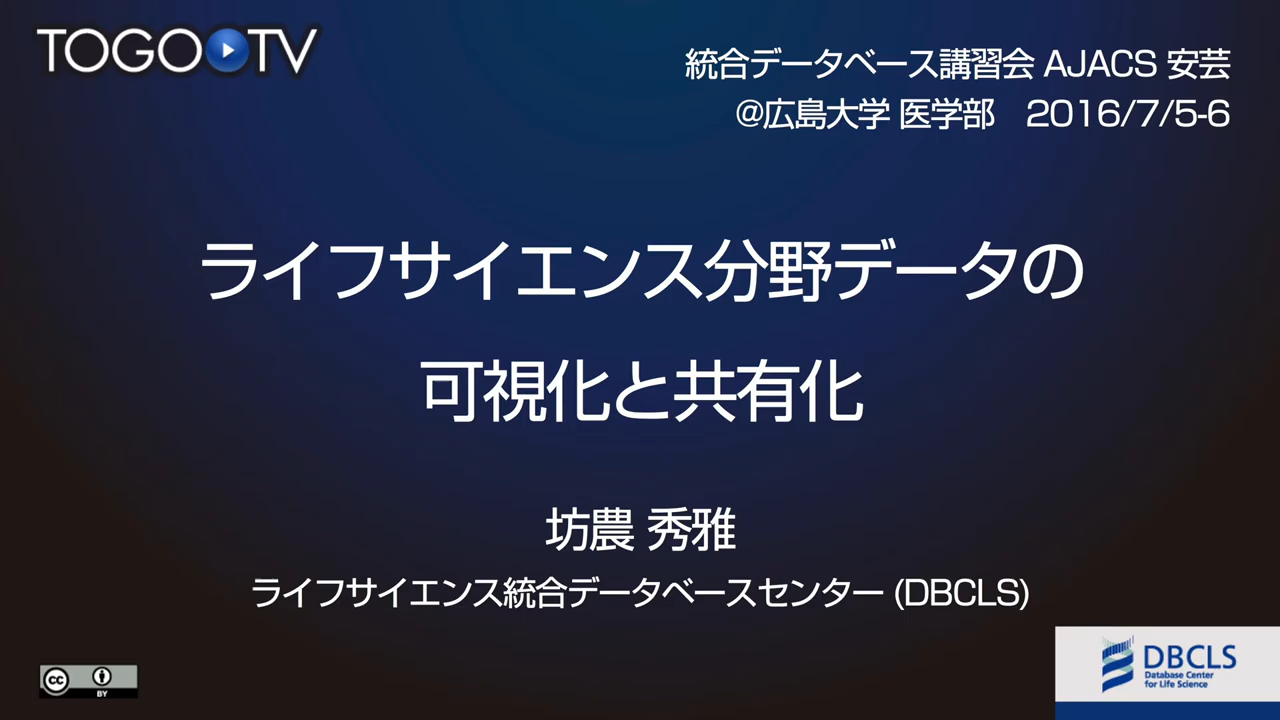 TOGO TV
統合データベース講習会 AJACS 安芸
@広島大学 医学部　2016/7/5-6
ライフサイエンス分野データの
可視化と共有化
坊農 秀雅
ライフサイエンス統合データベースセンター (DBCLS)
cc
BY
DBCLS
Database Center
for Life Science